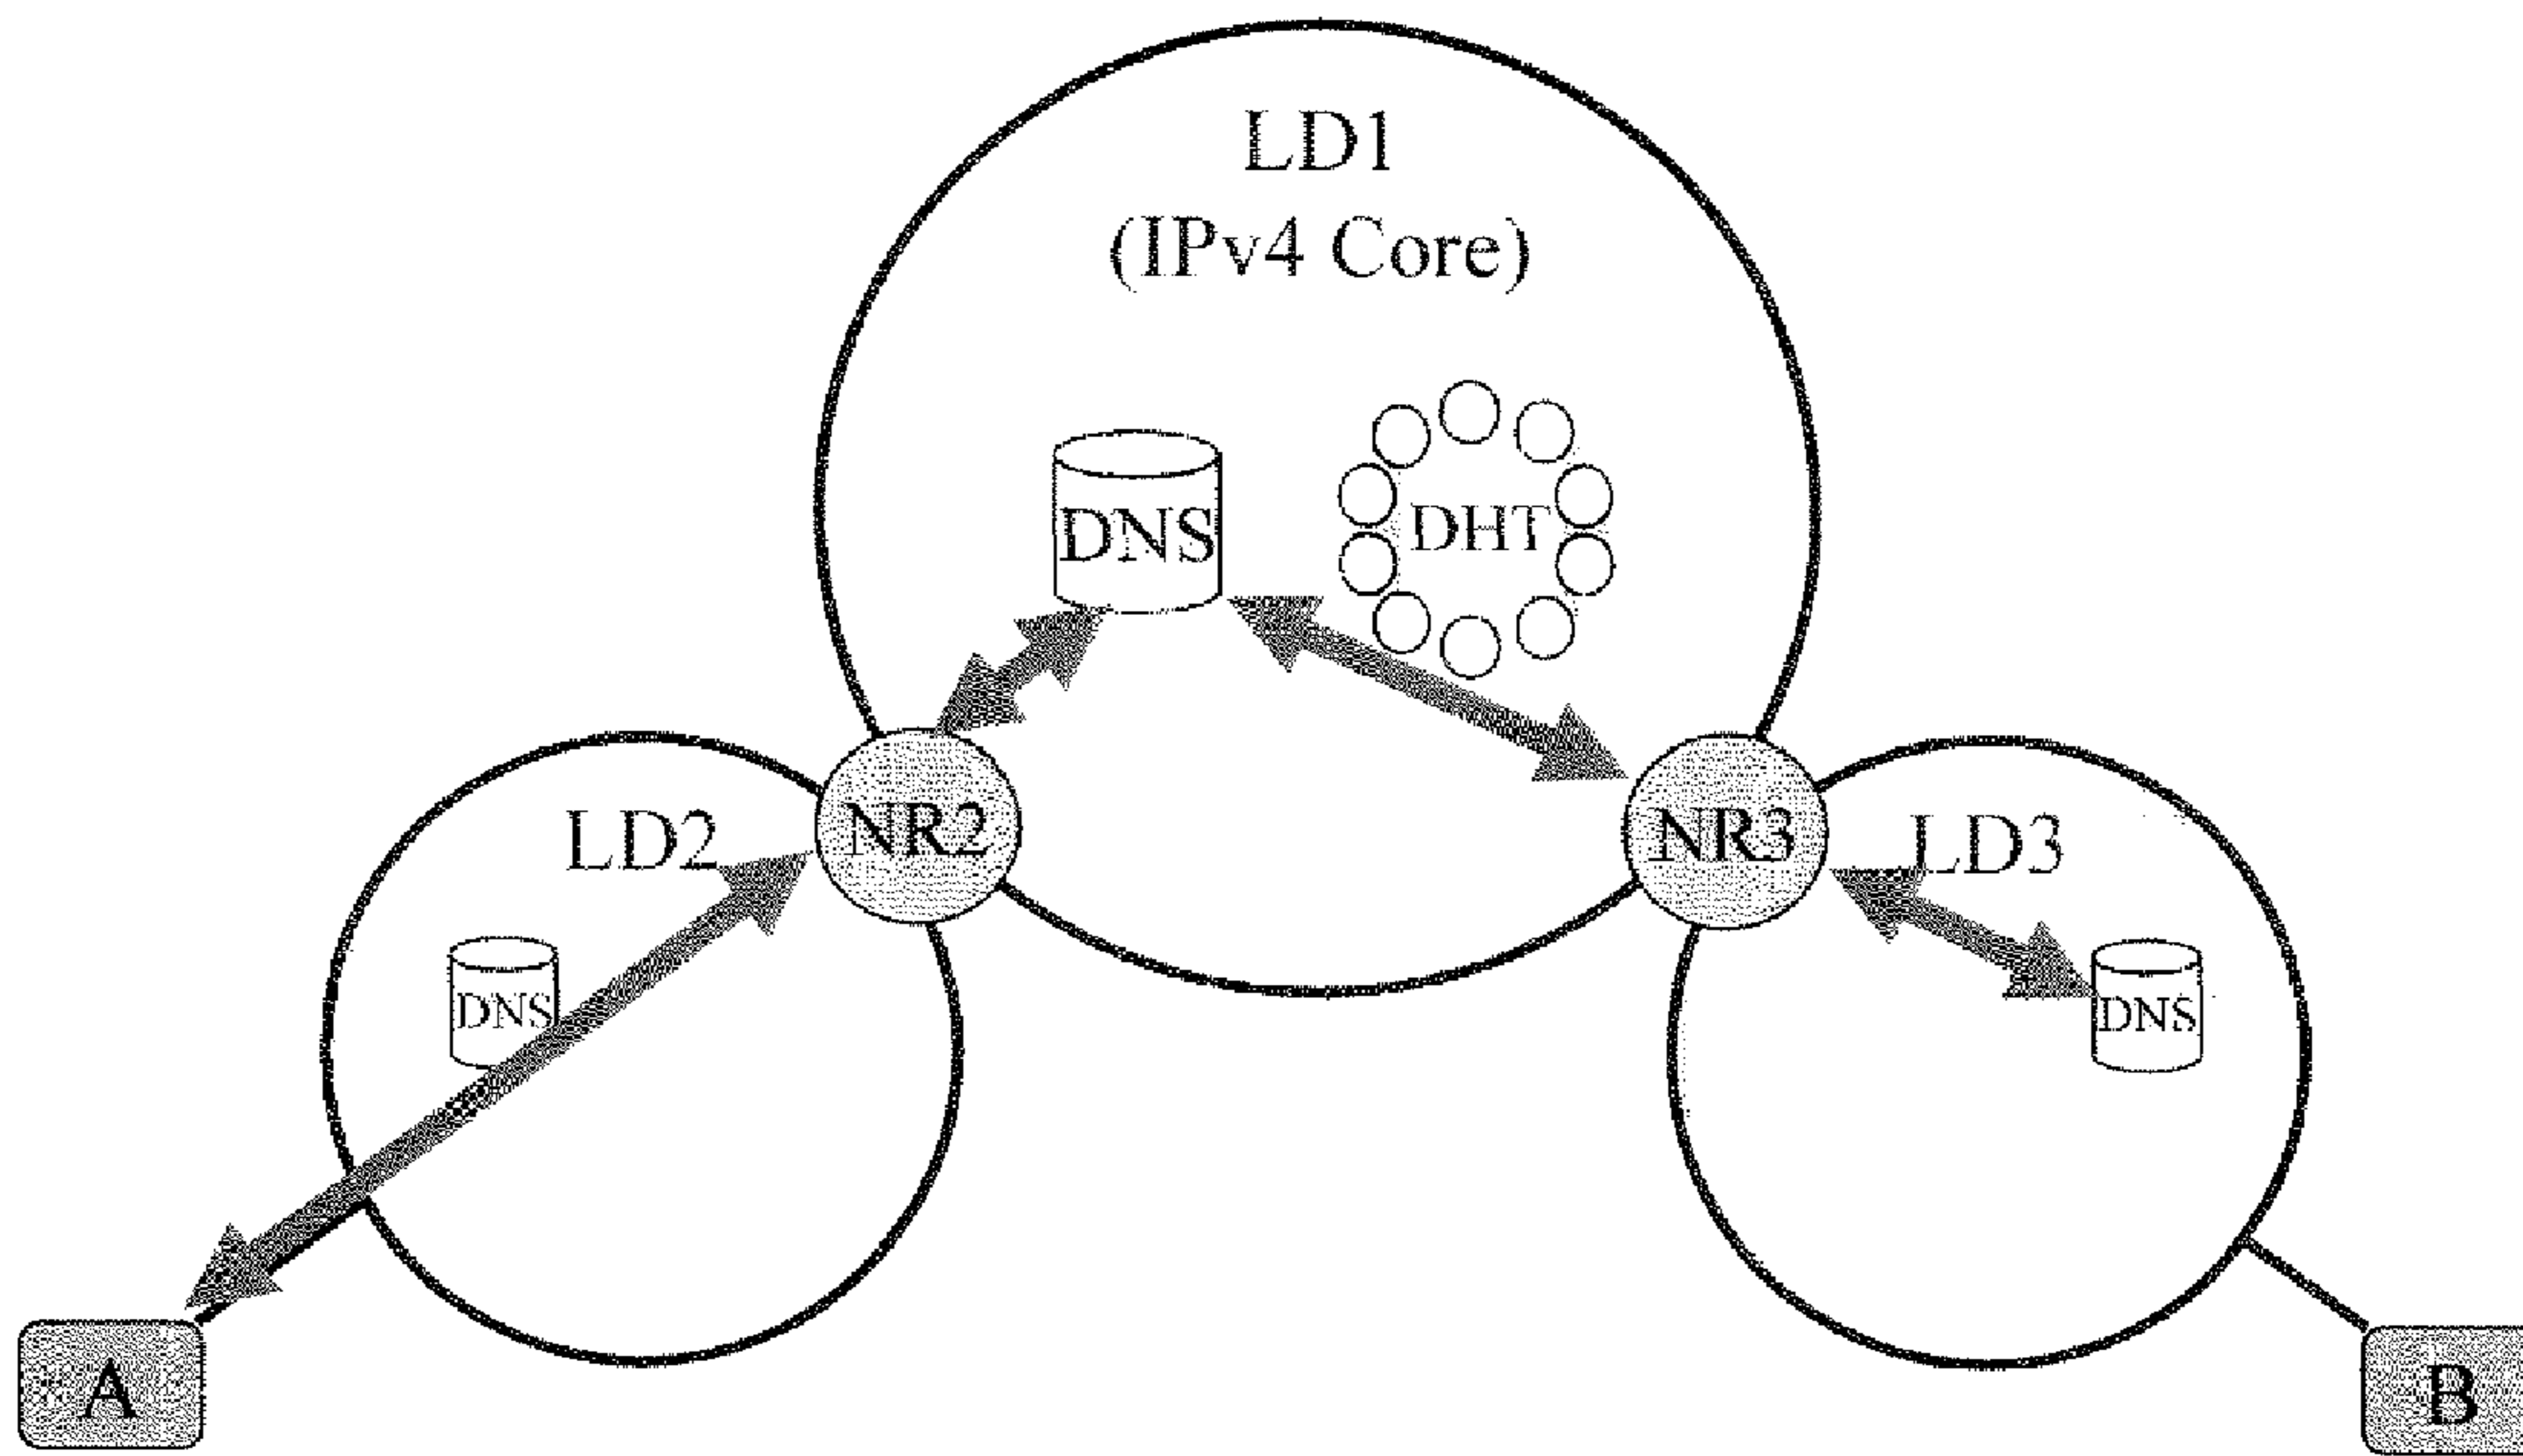 LD1
(IPv4 Core)
DNS
DHT
NR2
NR3
LD2
LD3
DNS
DNS
A
B